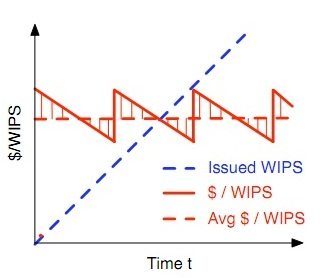 $/WIPS
Issued WIPS
$ / WIPS
Avg $ / WIPS
Time t